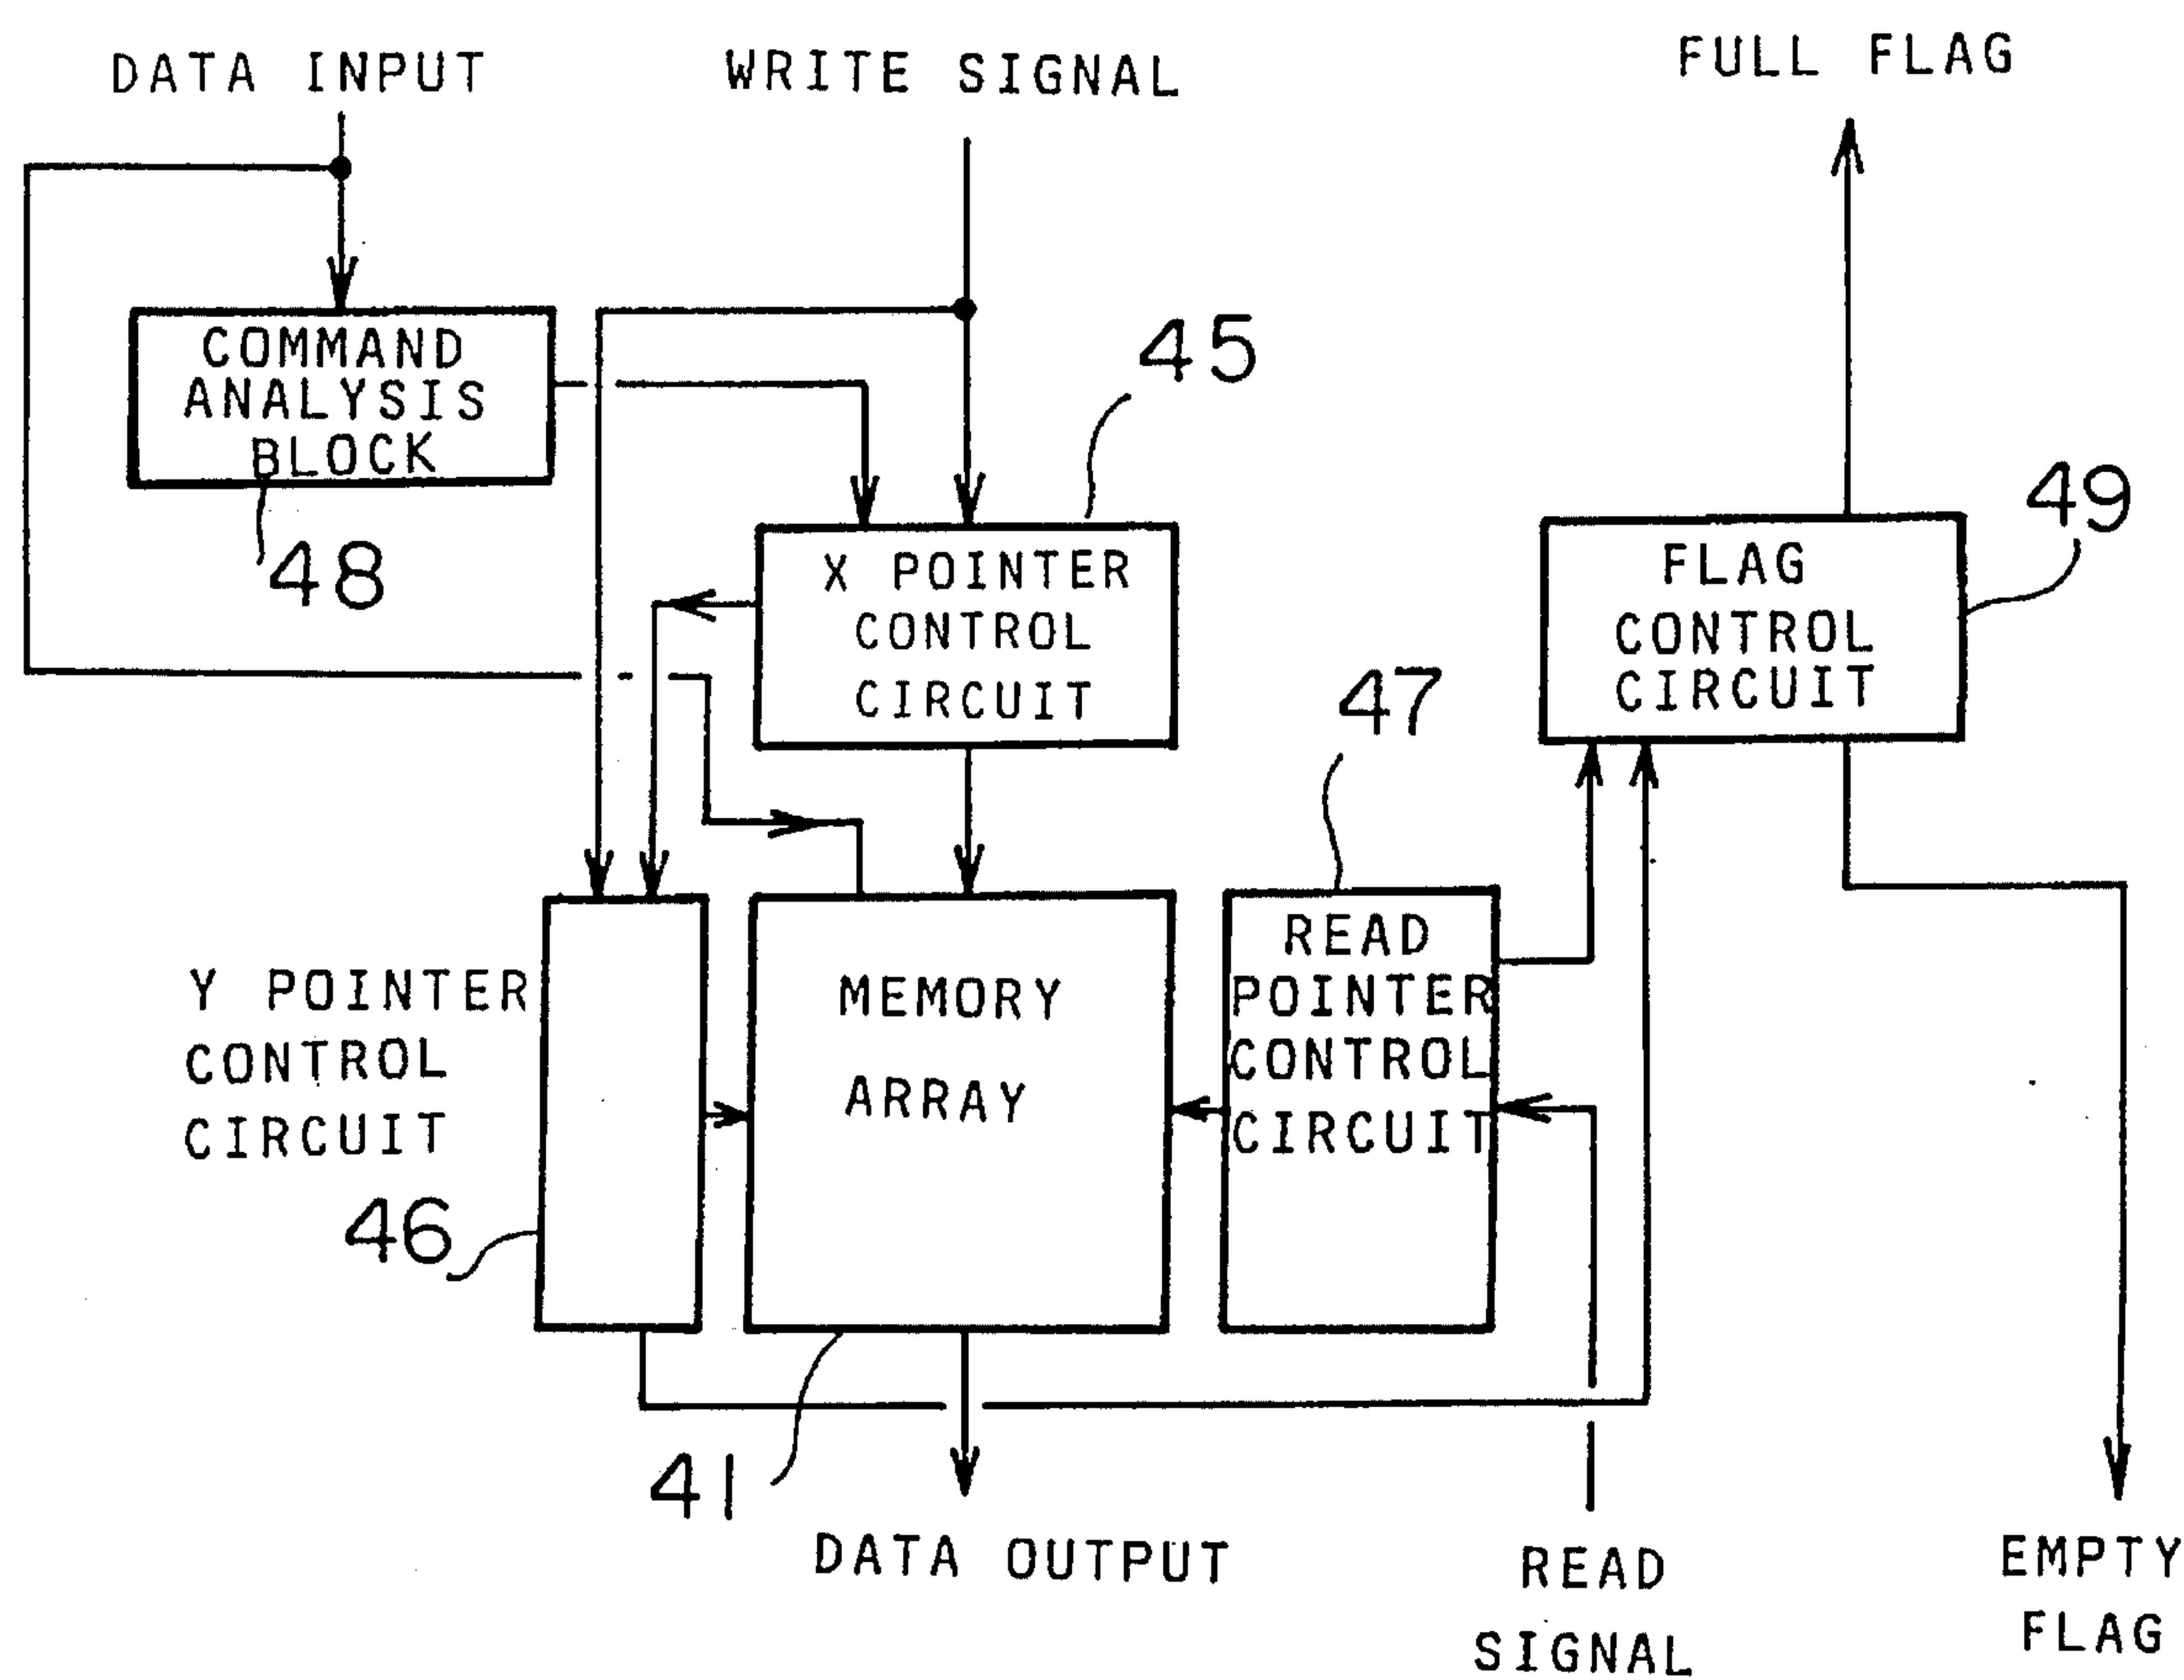 DATA INPUT
WRITE SIGNAL
FULL FLAG
COMMAND
ANALYSIS
BLOCK
48
45
X POINTER
CONTROL
CIRCUIT
49
FLAG
CONTROL
CIRCUIT
47
Y POINTER
CONTROL
CIRCUIT
46
MEMORY
ARRAY
41
READ
POINTER
CONTROL
CIRCUIT
DATA OUTPUT
READ
SIGNAL
EMPTY
FLAG